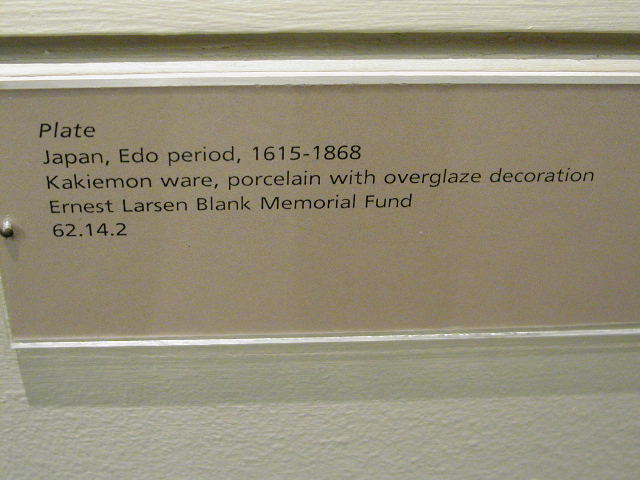 Plate
Japan, Edo period, 1615-1868
Kakiemon ware, porcelain with overglaze decoration
Ernest Larsen Blank Memorial Fund
62.14.2